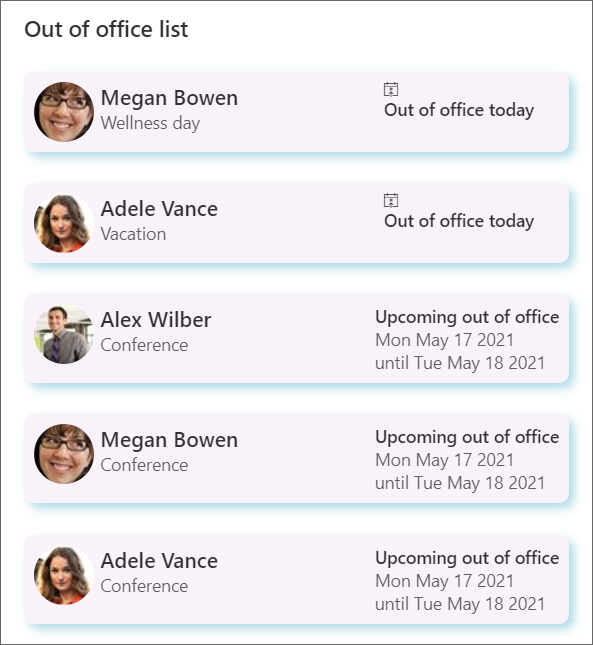 Out of office list
Megan Bowen
Wellness day
Out of office today
Adele Vance
Vacation
Out of office today
Alex Wilber
Conference
Upcoming out of office
Mon May 17 2021
until Tue May 18 2021
Megan Bowen
Conference
Upcoming out of office
Mon May 17 2021
until Tue May 18 2021
Adele Vance
Conference
Upcoming out of office
Mon May 17 2021
until Tue May 18 2021